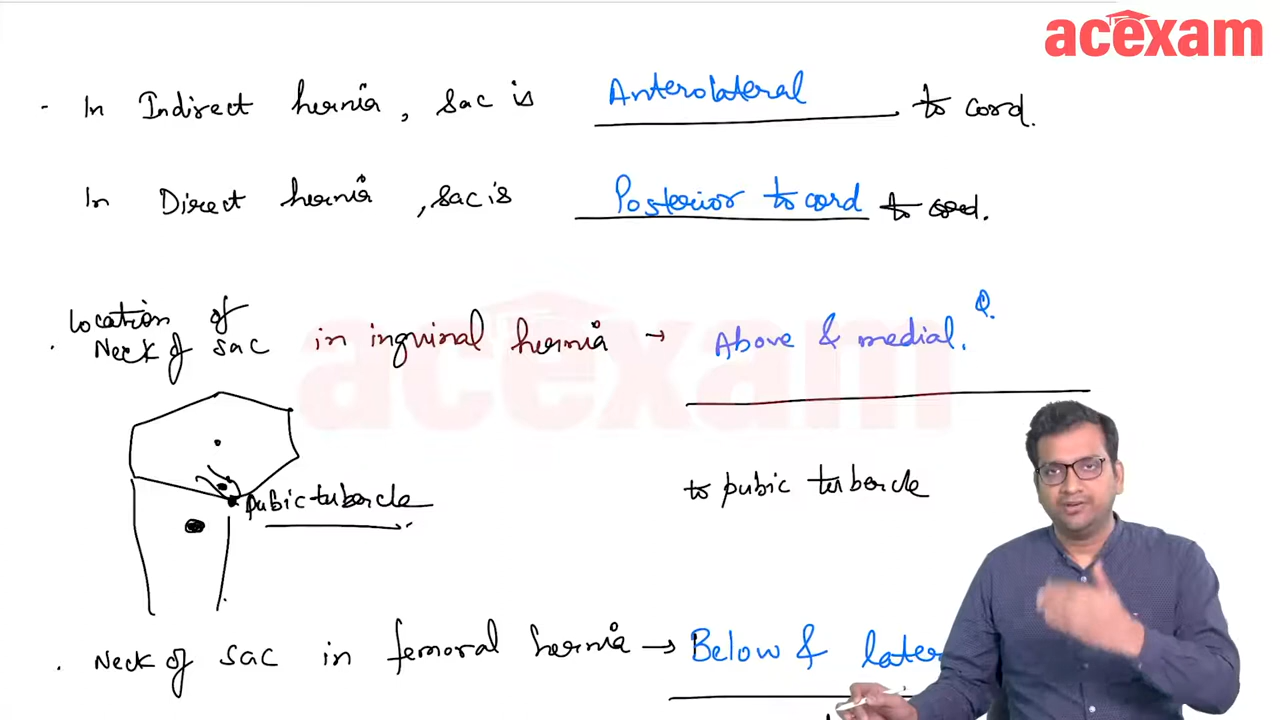 acexam
- In Indirect hernia, sac is Anterolateral to cord.
In Direct hernia, sac is Posterior to cord to cord.
Location of
. Neck of sac in inguinal hernia → Above & medial. Q.
pubic tubercle
to pubic tubercle
. Neck of sac in femoral hernia → Below &